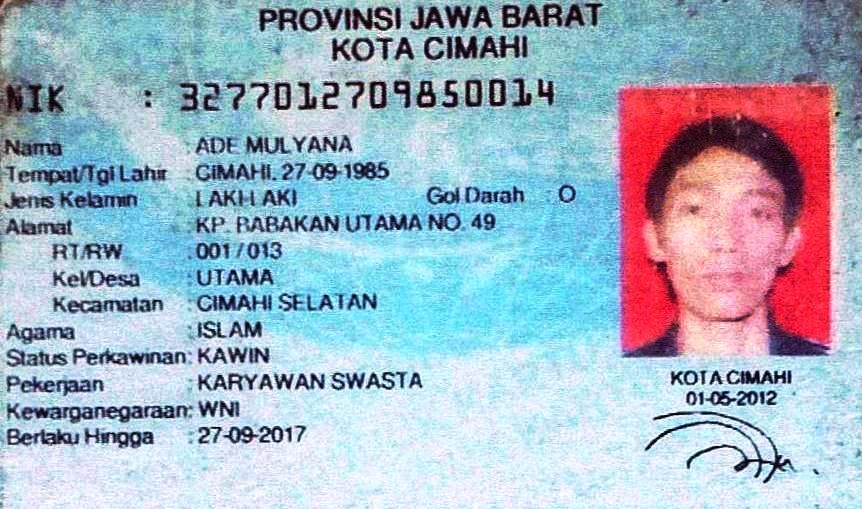 PROVINSI JAWA BARAT
KOTA CIMAHI
NIK : 3277012709850014
Nama : ADE MULYANA
Tempat/Tgl Lahir : CIMAHI, 27-09-1985
Jenis Kelamin : LAKI-LAKI Gol Darah : O
Alamat : KP. BABAKAN UTAMA NO. 49
RT/RW : 001/013
Kel/Desa : UTAMA
Kecamatan : CIMAHI SELATAN
Agama : ISLAM
Status Perkawinan: KAWIN
Pekerjaan : KARYAWAN SWASTA
Kewarganegaraan: WNI
Berlaku Hingga : 27-09-2017
KOTA CIMAHI
01-05-2012